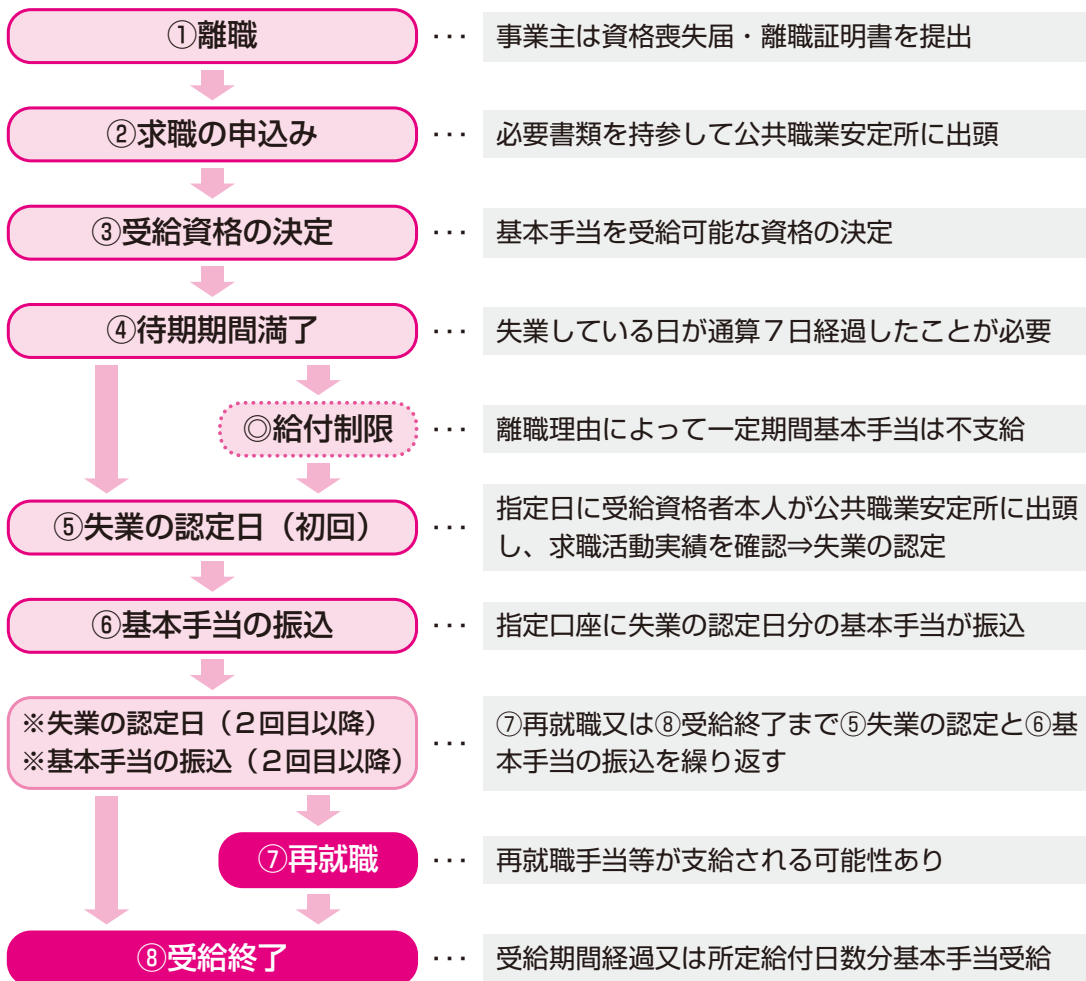 ①離職 ··· 事業主は資格喪失届・離職証明書を提出
②求職の申込み ··· 必要書類を持参して公共職業安定所に出頭
③受給資格の決定 ··· 基本手当を受給可能な資格の決定
④待期期間満了 ··· 失業している日が通算７日経過したことが必要
◎給付制限 ··· 離職理由によって一定期間基本手当は不支給
⑤失業の認定日（初回） ··· 指定日に受給資格者本人が公共職業安定所に出頭
し、求職活動実績を確認⇒失業の認定
⑥基本手当の振込 ··· 指定口座に失業の認定日分の基本手当が振込
※失業の認定日（２回目以降）
※基本手当の振込（２回目以降） ··· ⑦再就職又は⑧受給終了まで⑤失業の認定と⑥基
本手当の振込を繰り返す
⑦再就職 ··· 再就職手当等が支給される可能性あり
⑧受給終了 ··· 受給期間経過又は所定給付日数分基本手当受給